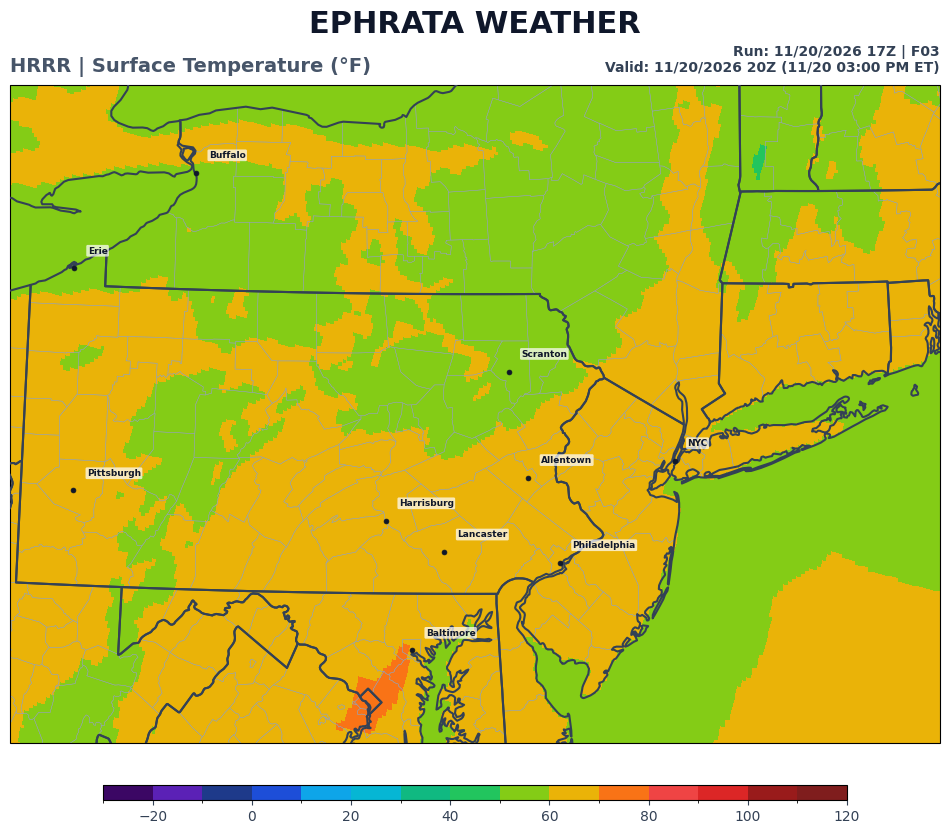 EPHRATA WEATHER
HRRR | Surface Temperature (°F)
Run: 11/20/2026 17Z | F03
Valid: 11/20/2026 20Z (11/20 03:00 PM ET)
Buffalo
Erie
Scranton
NYC
Allentown
Pittsburgh
Harrisburg
Lancaster
Philadelphia
Baltimore
−20 0 20 40 60 80 100 120